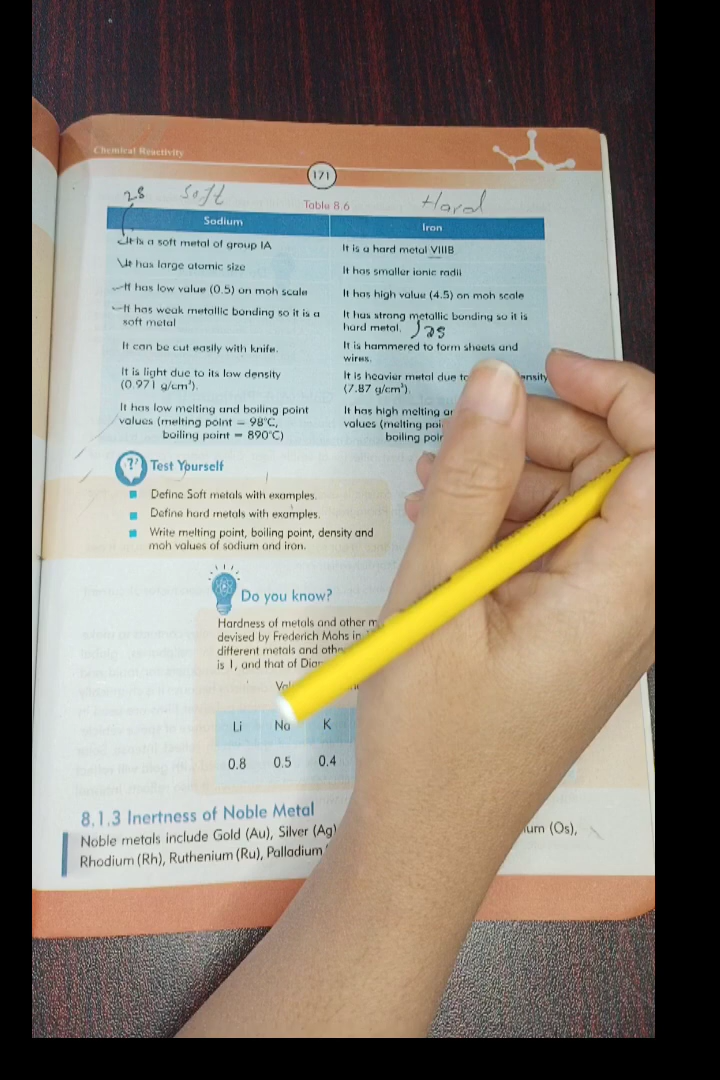 Chemical Reactivity
171
28 Soft
Hard
Table 8.6
Sodium
Iron
It is a soft metal of group IA
It is a hard metal VIIIB
It has large atomic size
It has smaller ionic radii
It has low value (0.5) on moh scale
It has high value (4.5) on moh scale
It has weak metallic bonding so it is a
soft metal
It has strong metallic bonding so it is
hard metal.
It can be cut easily with knife.
It is hammered to form sheets and
wires.
It is light due to its low density
(0.971 g/cm³).
It is heavier metal due to
(7.87 g/cm³)
It has low melting and boiling point
values (melting point = 98°C,
boiling point = 890°C)
It has high melting
values (melting
boiling
Test Yourself
Define Soft metals with examples.
Define hard metals with examples.
Write melting point, boiling point, density and
moh values of sodium and iron.
Do you know?
Hardness of metals and other
devised by Frederich Mohs in
different metals and
is 1, and that of
Li Na K
0.8 0.5 0.4
8.1.3 Inertness of Noble Metal
Noble metals include Gold (Au), Silver (Ag) (Os),
Rhodium (Rh), Ruthenium (Ru), Palladium